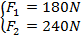 F₁ = 180N
F₂ = 240N